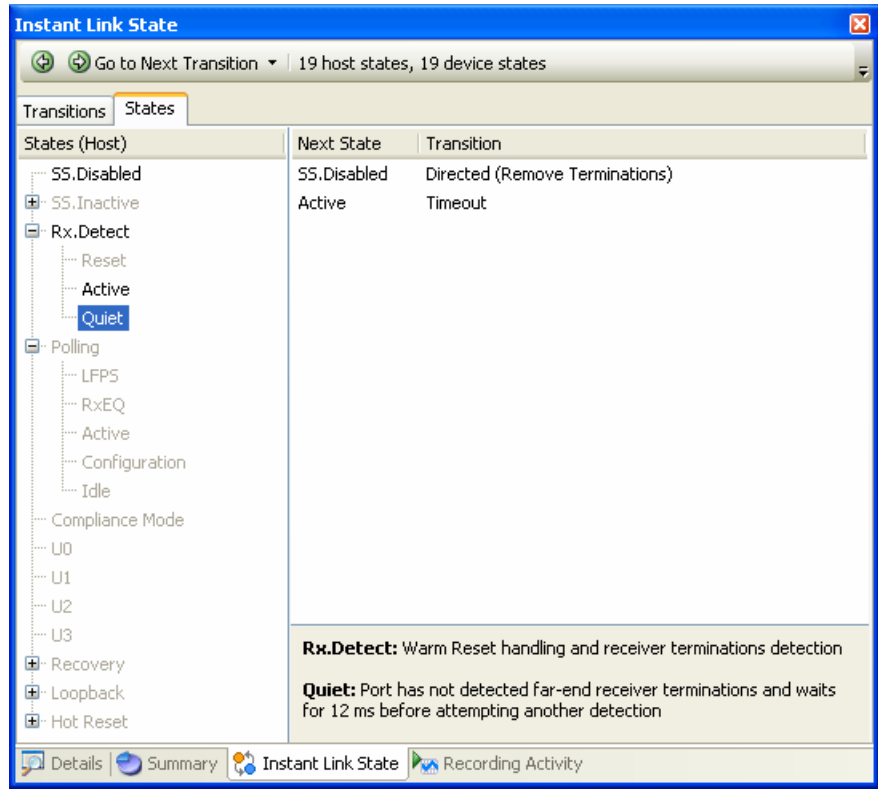 Instant Link State
Go to Next Transition
19 host states, 19 device states
Transitions
States
States (Host)
Next State
Transition
SS.Disabled
SS.Disabled
Directed (Remove Terminations)
SS.Inactive
Active
Timeout
Rx.Detect
Reset
Active
Quiet
Polling
LFPS
RxEQ
Active
Configuration
Idle
Compliance Mode
U0
U1
U2
U3
Recovery
Loopback
Hot Reset
Rx.Detect: Warm Reset handling and receiver terminations detection
Quiet: Port has not detected far-end receiver terminations and waits
for 12 ms before attempting another detection
Details
Summary
Instant Link State
Recording Activity